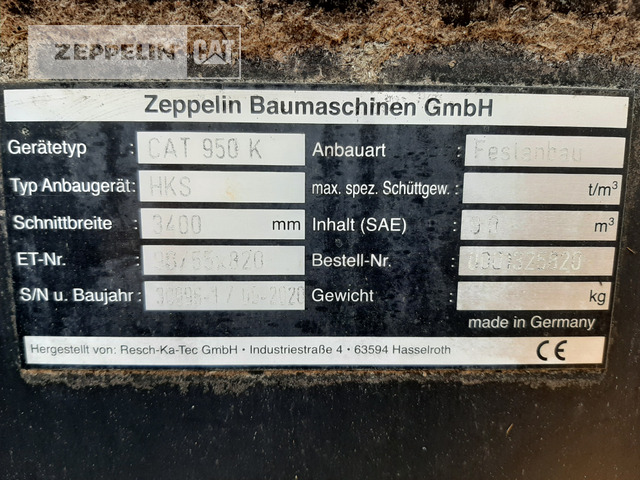 ZEPPELIN CAT
Zeppelin Baumaschinen GmbH
Gerätetyp : CAT 950 K Anbauart : Festanbau
Typ Anbaugerät: HKS max. spez. Schüttgew. : t/m³
Schnittbreite : 3400 mm Inhalt (SAE) : m³
ET-Nr. : Bestell-Nr. :
S/N u. Baujahr : Gewicht : kg
made in Germany
Hergestellt von: Resch-Ka-Tec GmbH • Industriestraße 4 • 63594 Hasselroth CE